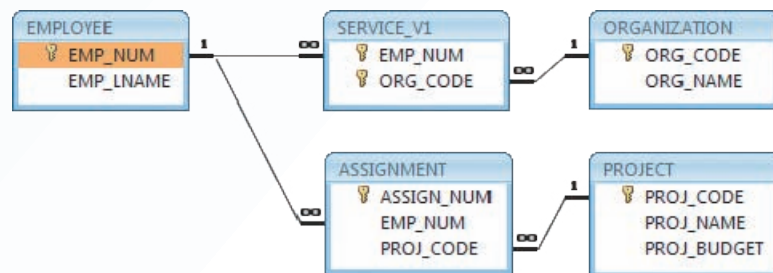 EMPLOYEE
EMP_NUM
EMP_LNAME
1
∞
SERVICE_V1
EMP_NUM
ORG_CODE
∞
1
ORGANIZATION
ORG_CODE
ORG_NAME
∞
ASSIGNMENT
ASSIGN_NUM
EMP_NUM
PROJ_CODE
∞
1
PROJECT
PROJ_CODE
PROJ_NAME
PROJ_BUDGET